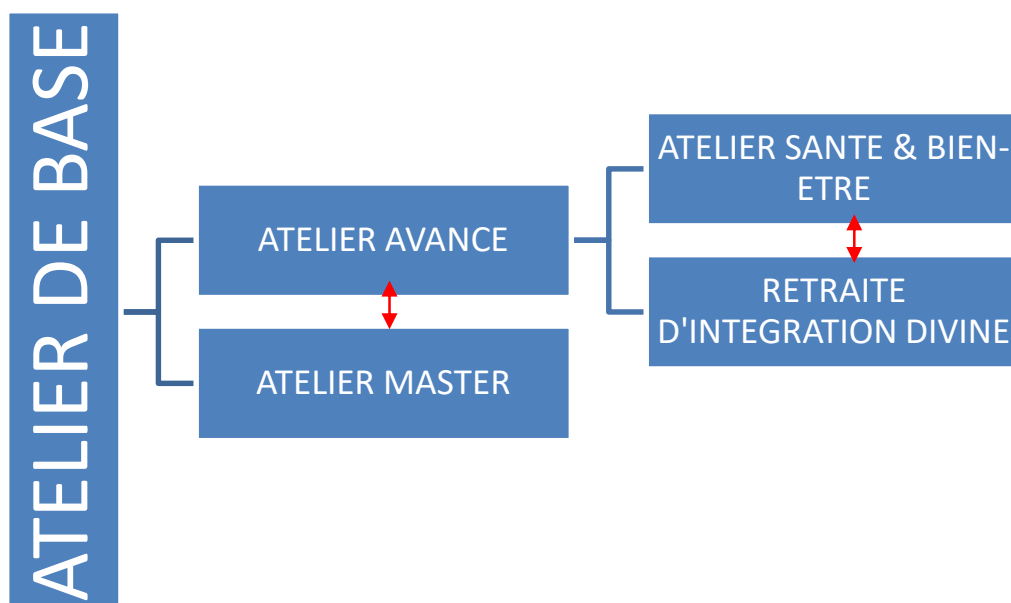 ATELIER DE BASE
ATELIER AVANCE
ATELIER MASTER
ATELIER SANTE & BIEN-
ETRE
RETRAITE
D'INTEGRATION DIVINE